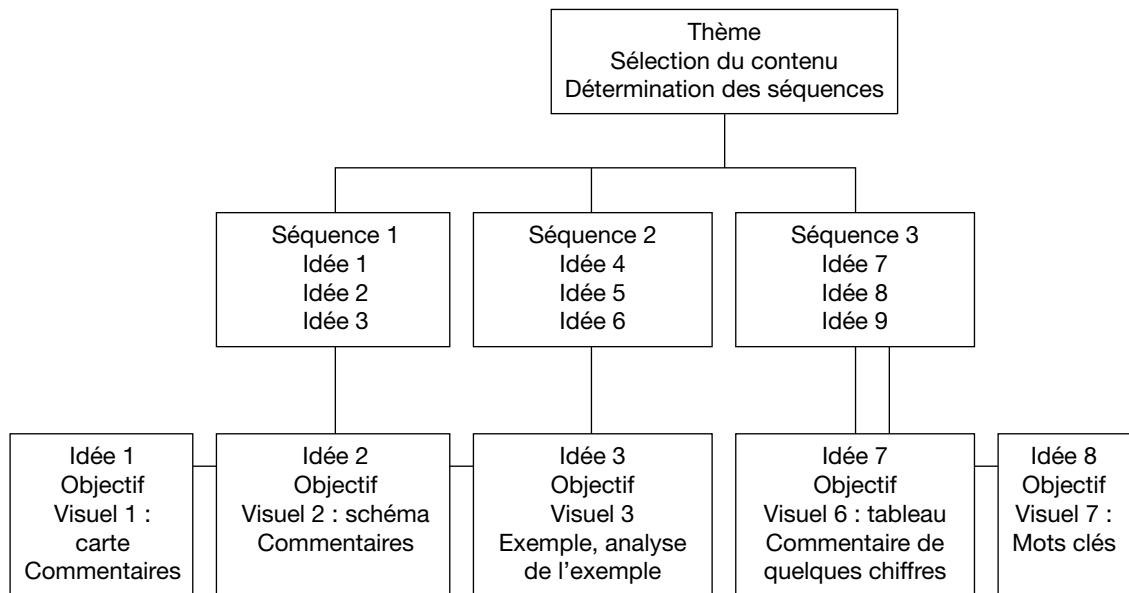 Thème
Sélection du contenu
Détermination des séquences
Séquence 1
Idée 1
Idée 2
Idée 3
Séquence 2
Idée 4
Idée 5
Idée 6
Séquence 3
Idée 7
Idée 8
Idée 9
Idée 1
Objectif
Visuel 1 :
carte
Commentaires
Idée 2
Objectif
Visuel 2 : schéma
Commentaires
Idée 3
Objectif
Visuel 3
Exemple, analyse
de l’exemple
Idée 7
Objectif
Visuel 6 : tableau
Commentaire de
quelques chiffres
Idée 8
Objectif
Visuel 7 :
Mots clés